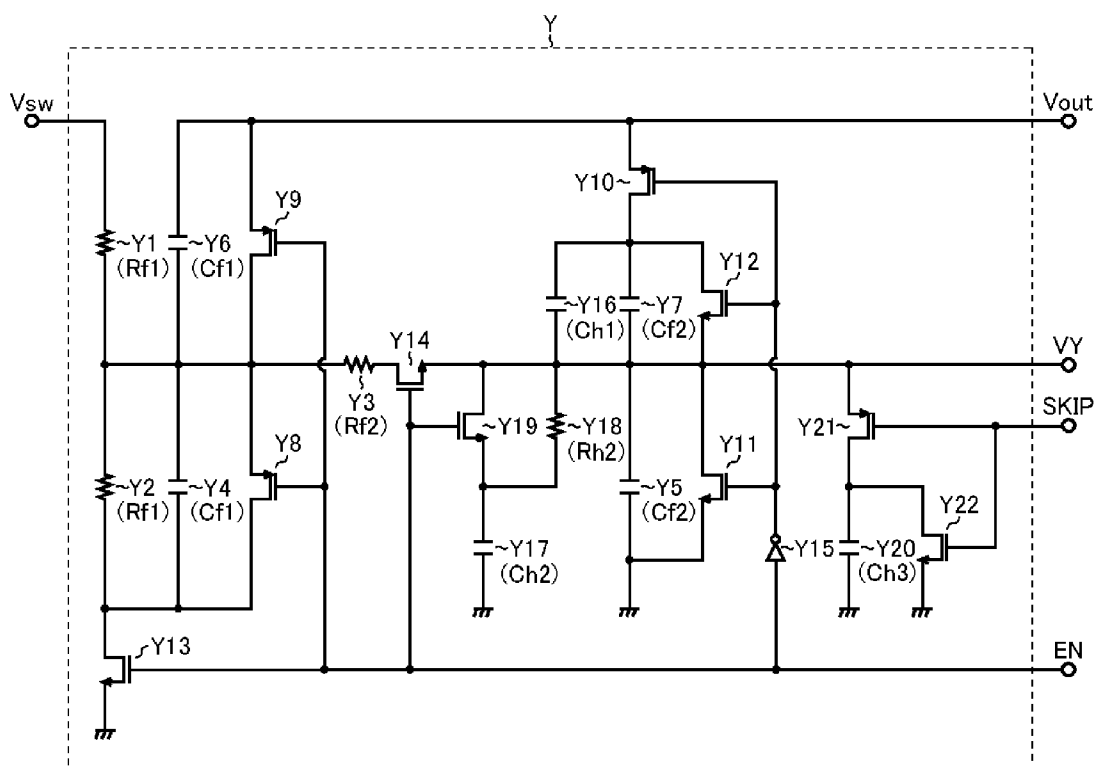 Y
Vsw
Vout
Y10~
Y9
~Y1
(Rf1)
~Y6
(Cf1)
Y12
~Y16
(Ch1)
~Y7
(Cf2)
Y14
VY
Y3
(Rf2)
~Y19
~Y18
(Rh2)
Y21~
SKIP
Y8
Y11
~Y2
(Rf1)
~Y4
(Cf1)
~Y5
(Cf2)
Y22
~Y17
(Ch2)
~Y15
~Y20
(Ch3)
Y13
EN